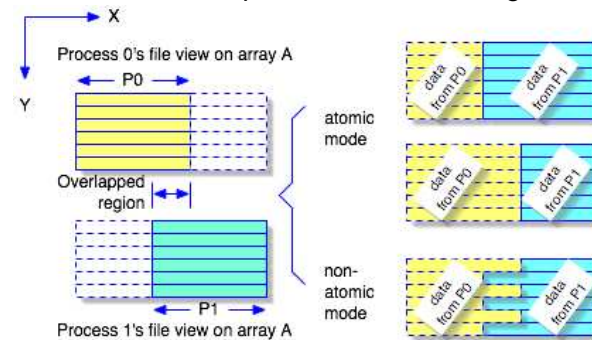 X
Y
Process 0's file view on array A
P0
Overlapped
region
P1
Process 1's file view on array A
atomic
mode
non-
atomic
mode
data
from P0
data
from P1
data
from P0
data
from P1
data
from P0
data
from P1